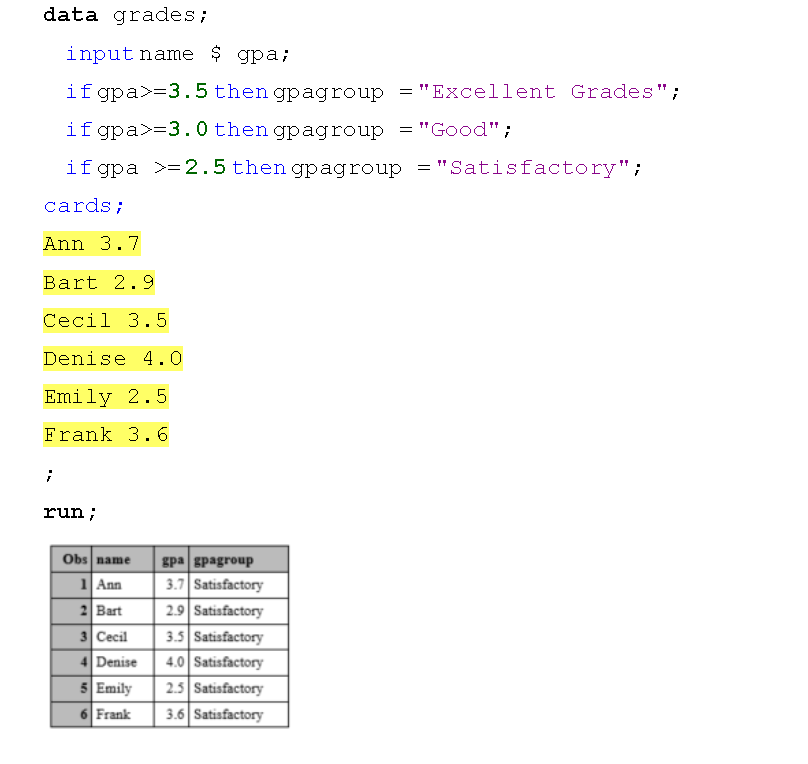 data grades;
input name $ gpa;
if gpa>=3.5 then gpagroup ="Excellent Grades";
if gpa>=3.0 then gpagroup ="Good";
if gpa >=2.5 then gpagroup ="Satisfactory";
cards;
Ann 3.7
Bart 2.9
Cecil 3.5
Denise 4.0
Emily 2.5
Frank 3.6
;
run;
Obs name gpa gpagroup
1 Ann 3.7 Satisfactory
2 Bart 2.9 Satisfactory
3 Cecil 3.5 Satisfactory
4 Denise 4.0 Satisfactory
5 Emily 2.5 Satisfactory
6 Frank 3.6 Satisfactory